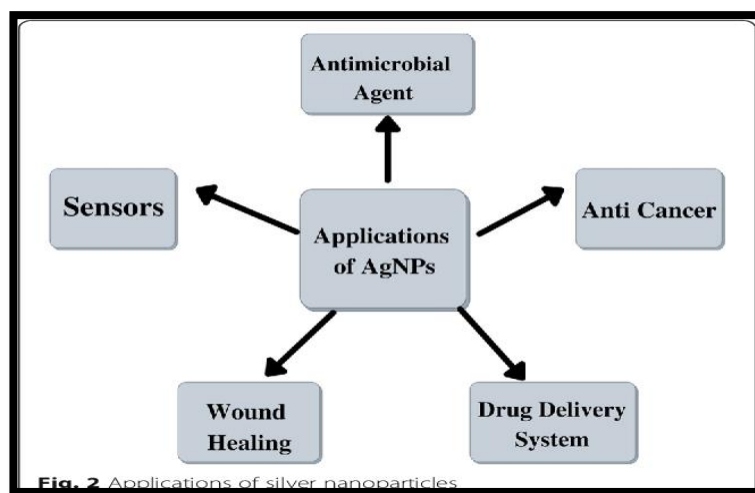 Antimicrobial
Agent
Sensors
Anti Cancer
Applications
of AgNPs
Wound
Healing
Drug Delivery
System
Fig. 2 Applications of silver nanoparticles